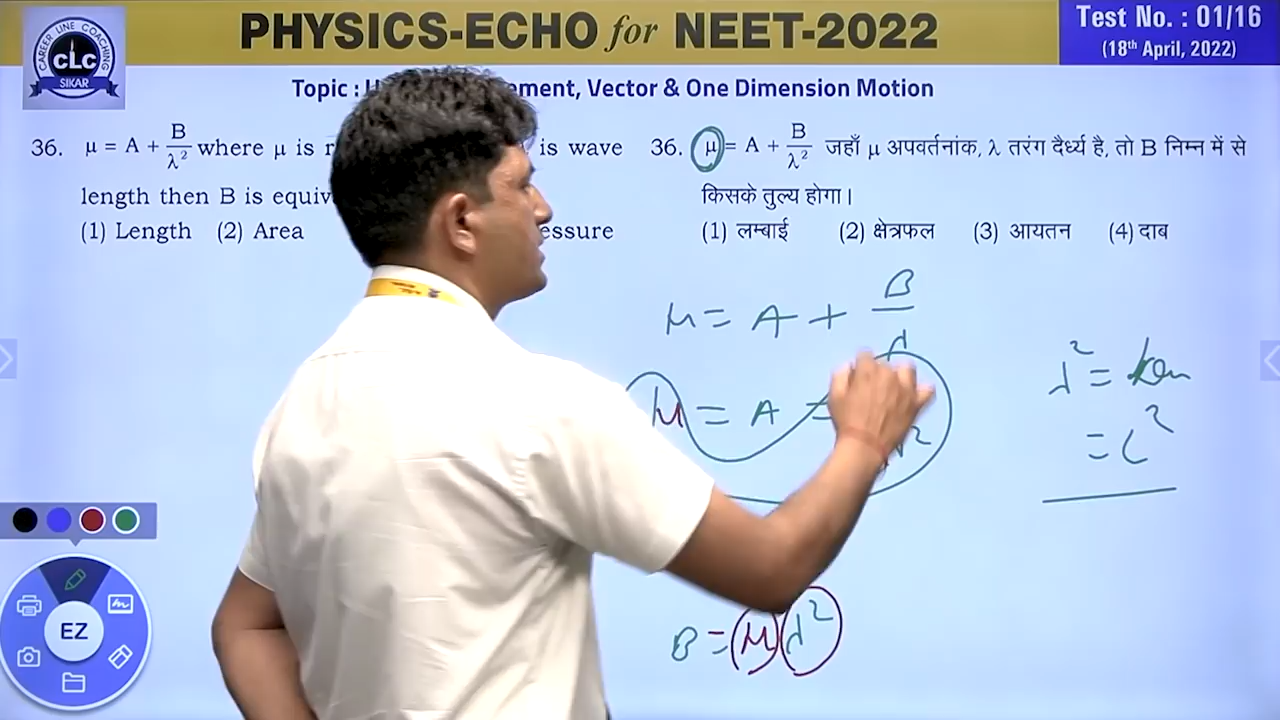 PHYSICS-ECHO for NEET-2022
Test No. : 01/16
(18th April, 2022)
CAREER LINE COACHING
CLC
SIKAR
Topic : ement, Vector & One Dimension Motion
36. μ = A + B/λ² where μ is is wave
length then B is equiv
(1) Length (2) Area essure
36. μ = A + B/λ² जहाँ μ अपवर्तनांक, λ तरंग दैर्ध्य है, तो B निम्न में से
किसके तुल्य होगा।
(1) लम्बाई (2) क्षेत्रफल (3) आयतन (4) दाब
μ = A + B
μ = A
λ² =
= L²
B = (μ)(λ²)
EZ